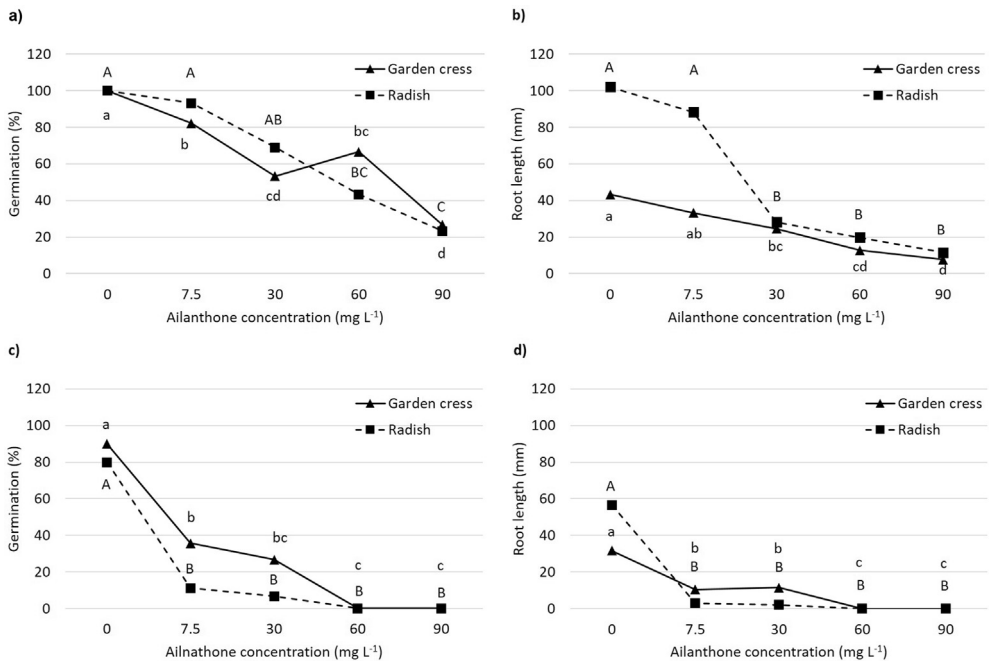 a)
120
100
80
60
40
20
0
Germination (%)
Garden cress
Radish
A
A
AB
bc
BC
C
a
b
cd
d
0 7.5 30 60 90
Ailanthone concentration (mg L-1)
b)
120
100
80
60
40
20
0
Root length (mm)
Garden cress
Radish
A
A
B
B
B
a
ab
bc
cd
d
0 7.5 30 60 90
Ailanthone concentration (mg L-1)
c)
120
100
80
60
40
20
0
Germination (%)
Garden cress
Radish
a
A
b
B
bc
B
c
B
c
B
0 7.5 30 60 90
Ailnathone concentration (mg L-1)
d)
120
100
80
60
40
20
0
Root length (mm)
Garden cress
Radish
A
a
b
B
b
B
c
B
c
B
0 7.5 30 60 90
Ailanthone concentration (mg L-1)